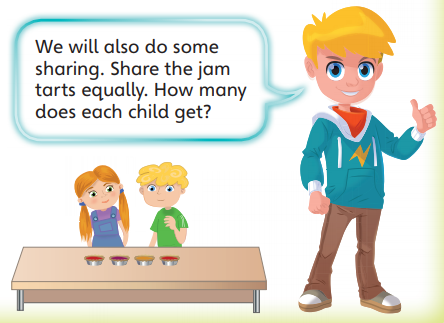 We will also do some
sharing. Share the jam
tarts equally. How many
does each child get?